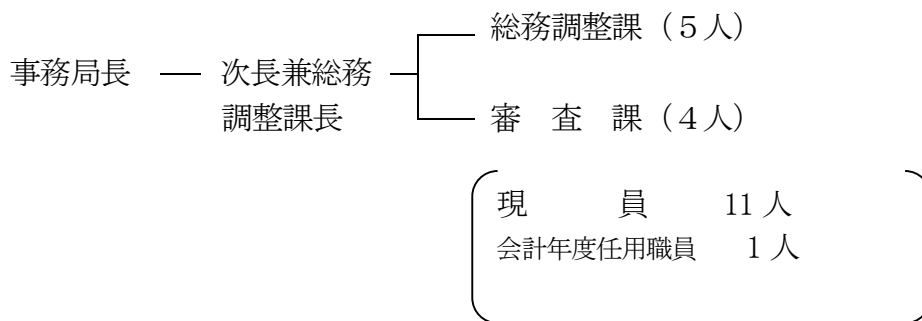 総務調整課（５人）
事務局長 次長兼総務
調整課長
審　査　課（４人）
現　　員　11人
会計年度任用職員　１人